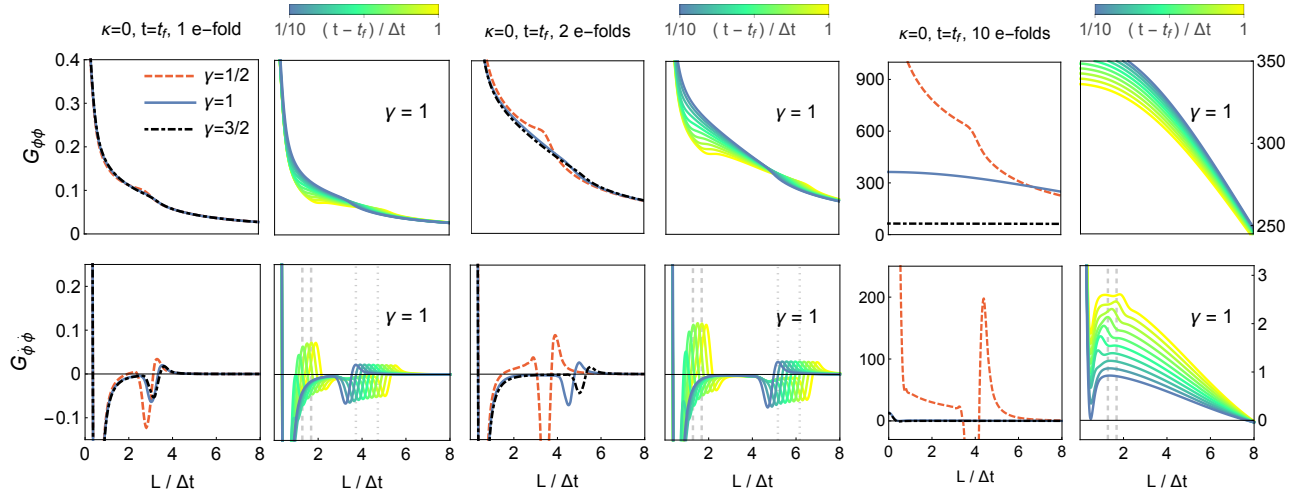 1/10 ( t − t_f ) / Δt 1
1/10 ( t − t_f ) / Δt 1
1/10 ( t − t_f ) / Δt 1
κ=0, t=t_f, 1 e−fold
κ=0, t=t_f, 2 e−folds
κ=0, t=t_f, 10 e−folds
G_ϕϕ
0.4
0.3
0.2
0.1
0.0
γ=1/2
γ=1
γ=3/2
γ = 1
γ = 1
900
600
300
0
γ = 1
350
300
250
G_ϕ̇ϕ̇
0.2
0.1
0
−0.1
γ = 1
γ = 1
200
100
0
γ = 1
3
2
1
0
0 2 4 6 8
2 4 6 8
2 4 6 8
2 4 6 8
0 2 4 6 8
2 4 6 8
L / Δt
L / Δt
L / Δt
L / Δt
L / Δt
L / Δt